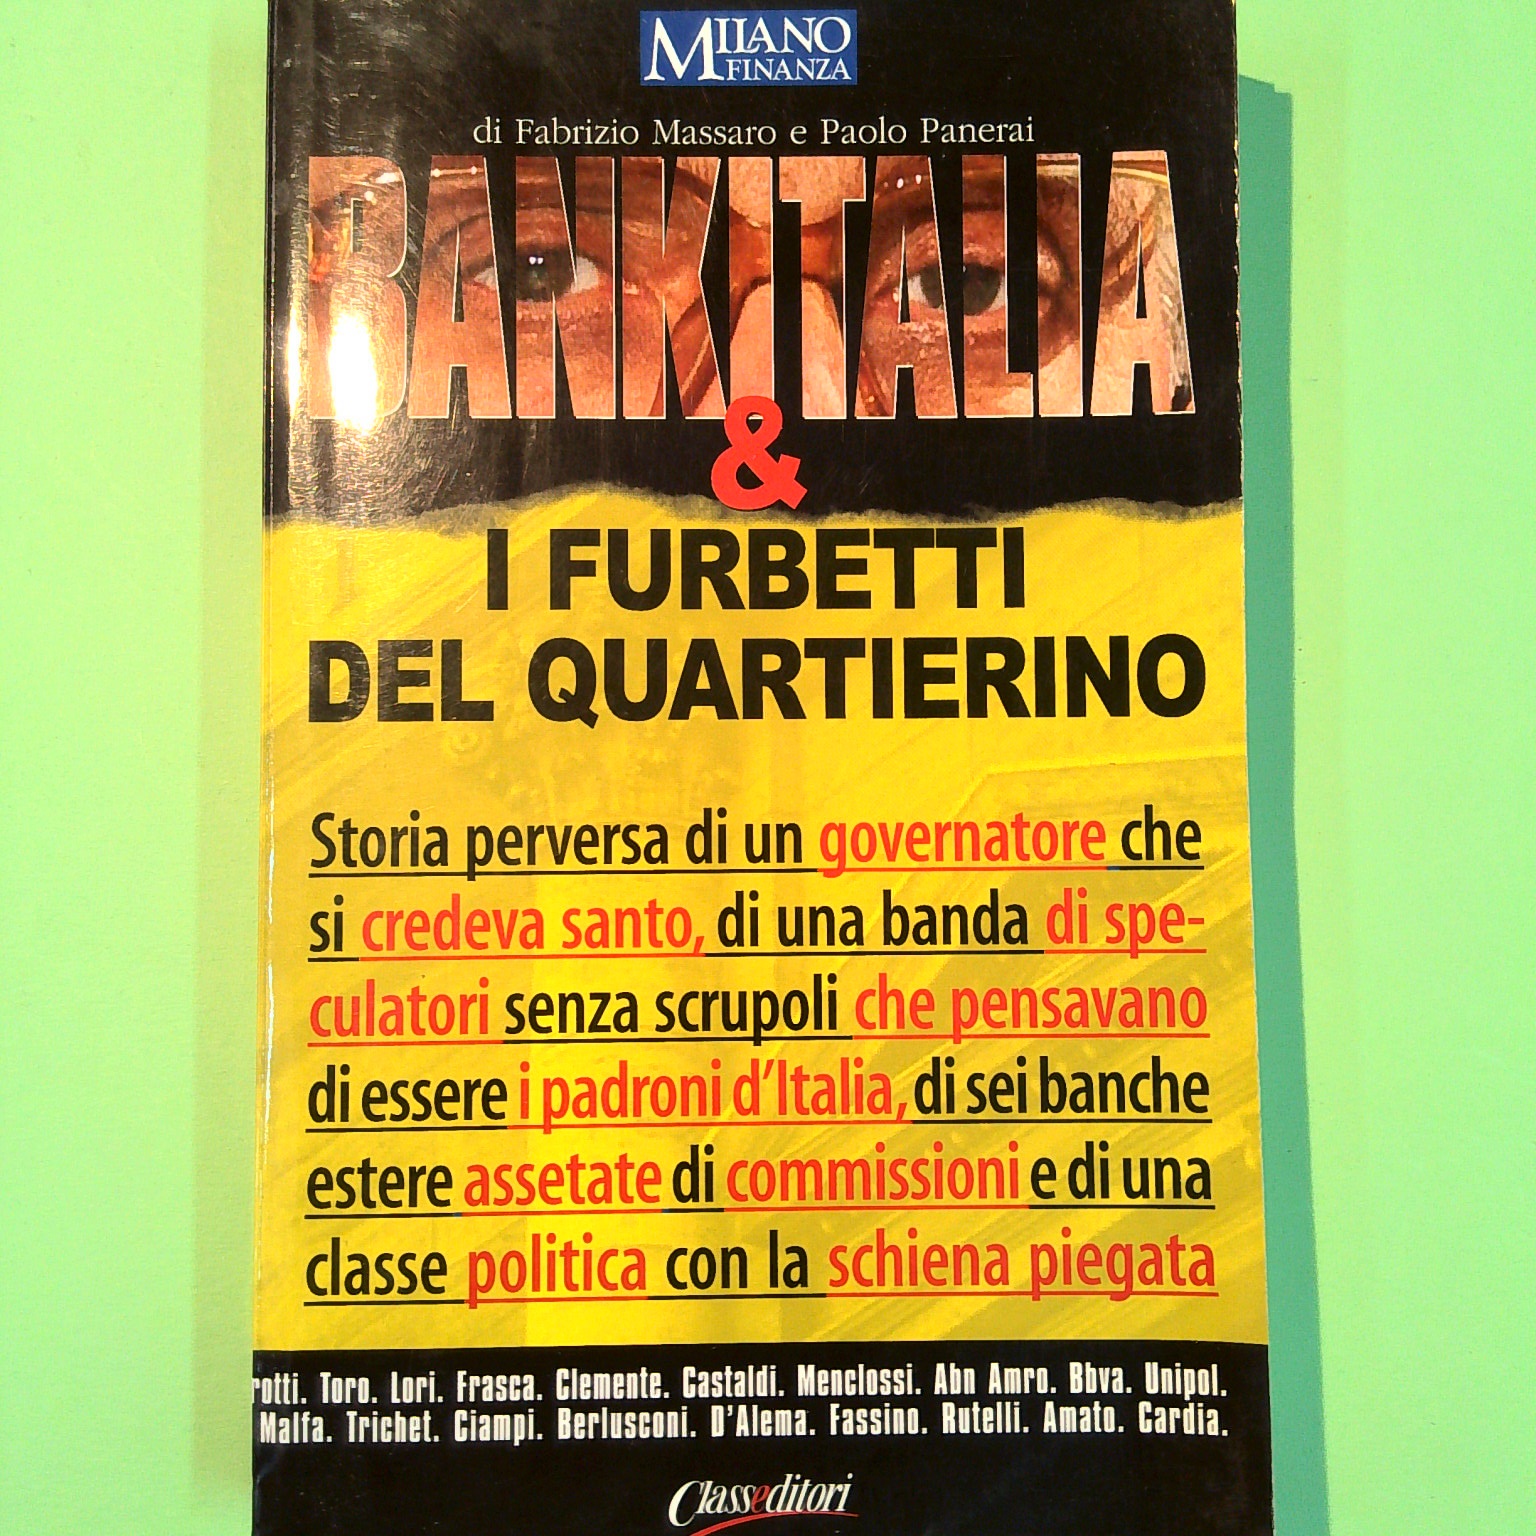 MILANO
FINANZA
di Fabrizio Massaro e Paolo Panerai
BANKITALIA
&
I FURBETTI
DEL QUARTIERINO
Storia perversa di un governatore che
si credeva santo, di una banda di spe-
culatori senza scrupoli che pensavano
di essere i padroni d'Italia, di sei banche
estere assetate di commissioni e di una
classe politica con la schiena piegata
rotti. Toro. Lori. Frasca. Clemente. Castaldi. Menclossi. Abn Amro. Bbva. Unipol.
Malfa. Trichet. Ciampi. Berlusconi. D'Alema. Fassino. Rutelli. Amato. Cardia.
Classeditori